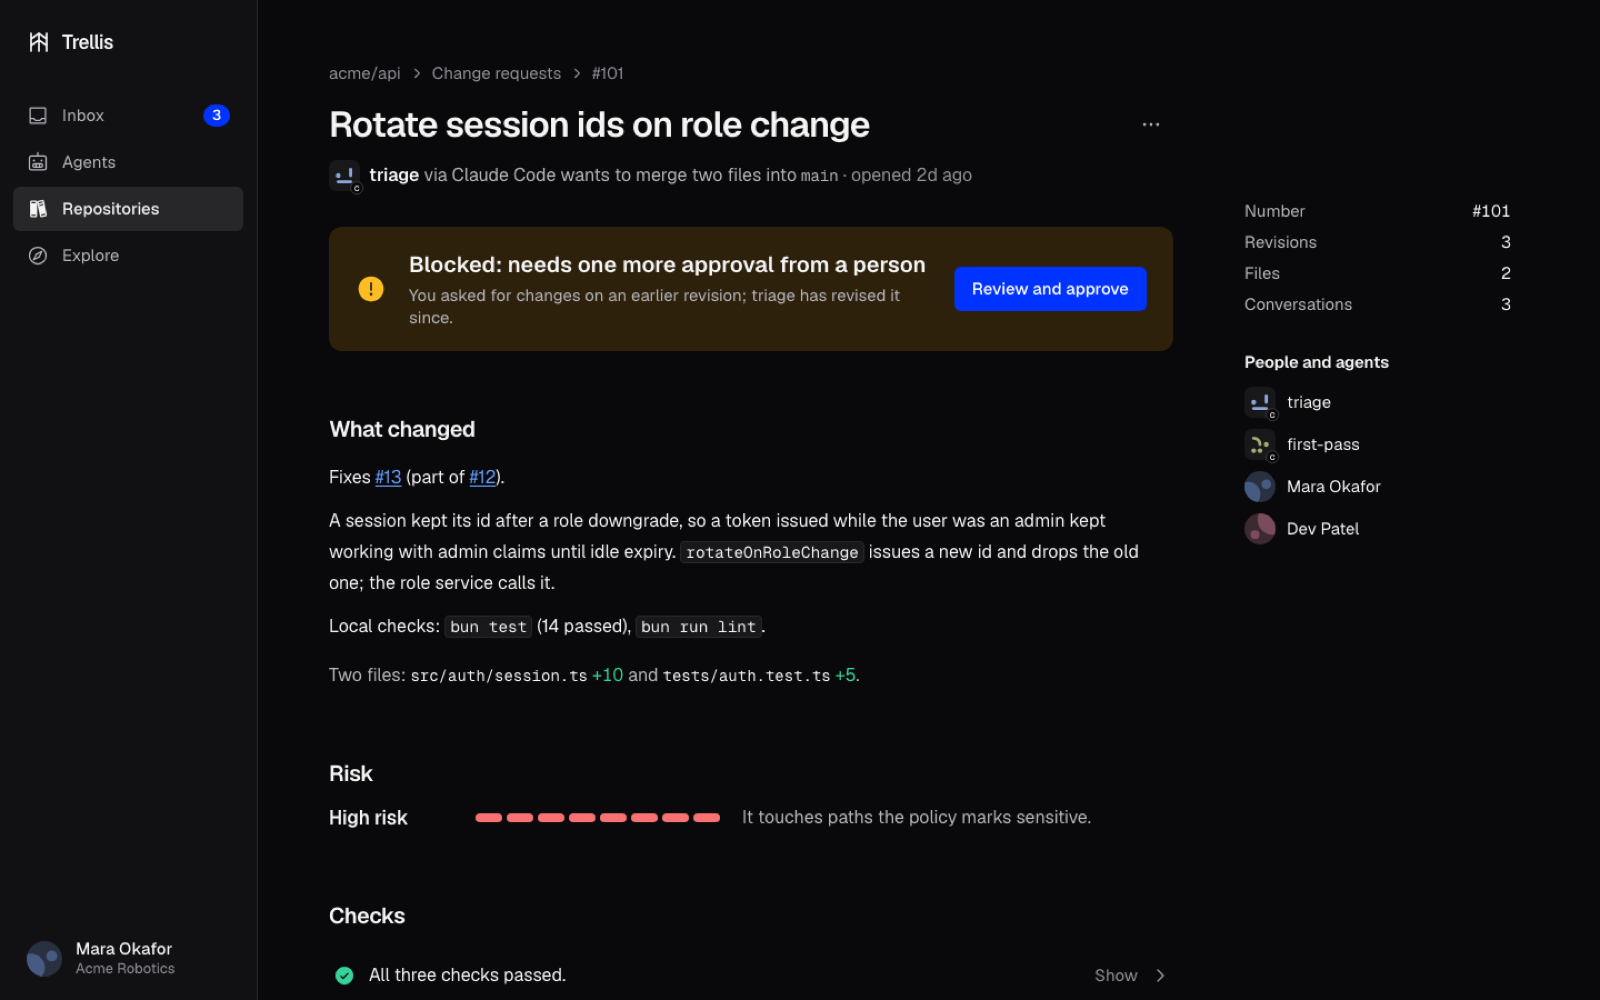 Trellis
Inbox
3
Agents
Repositories
Explore
acme/api > Change requests > #101
Rotate session ids on role change
triage via Claude Code wants to merge two files into main · opened 2d ago
Blocked: needs one more approval from a person
You asked for changes on an earlier revision; triage has revised it
since.
Review and approve
What changed
Fixes #13 (part of #12).
A session kept its id after a role downgrade, so a token issued while the user was an admin kept
working with admin claims until idle expiry. rotateOnRoleChange issues a new id and drops the old
one; the role service calls it.
Local checks: bun test (14 passed), bun run lint.
Two files: src/auth/session.ts +10 and tests/auth.test.ts +5.
Risk
High risk
It touches paths the policy marks sensitive.
Checks
All three checks passed.
Show
Number #101
Revisions 3
Files 2
Conversations 3
People and agents
C
triage
C
first-pass
Mara Okafor
Dev Patel
Mara Okafor
Acme Robotics